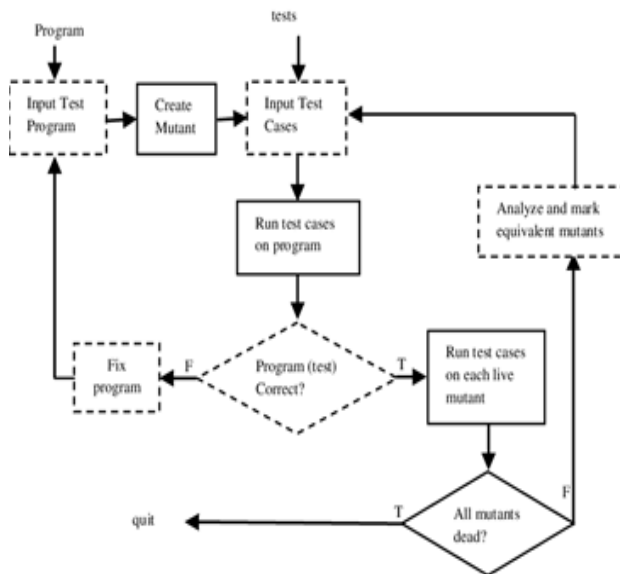 tests
Program
Input Test
Program
Create
Mutant
Input Test
Cases
Run test cases
on program
Analyze and mark
equivalent mutants
Fix
program
F
Program (test)
Correct?
T
Run test cases
on each live
mutant
quit
T
All mutants
dead?
F